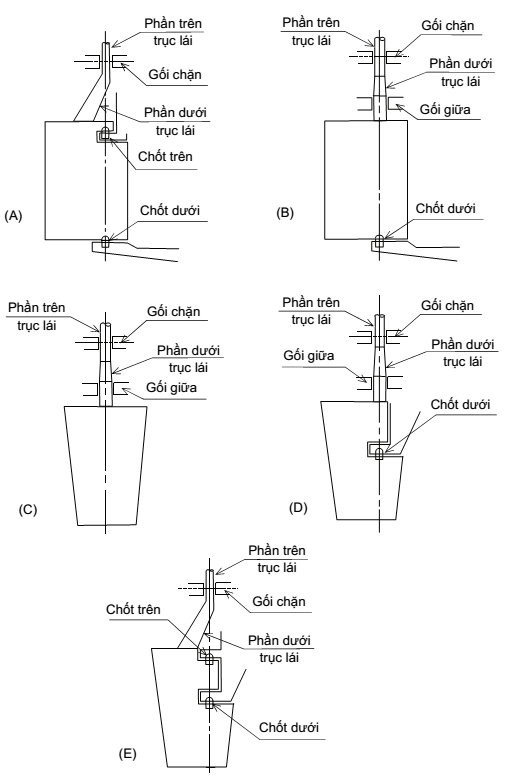 Phần trên
trục lái
Gối chặn
Phần dưới
trục lái
Chốt trên
Chốt dưới
(A)
Phần trên
trục lái
Gối chặn
Phần dưới
trục lái
Gối giữa
Chốt dưới
(B)
Phần trên
trục lái
Gối chặn
Phần dưới
trục lái
Gối giữa
(C)
Phần trên
trục lái
Gối chặn
Gối giữa
Phần dưới
trục lái
Chốt dưới
(D)
Phần trên
trục lái
Chốt trên
Gối chặn
Phần dưới
trục lái
Chốt dưới
(E)